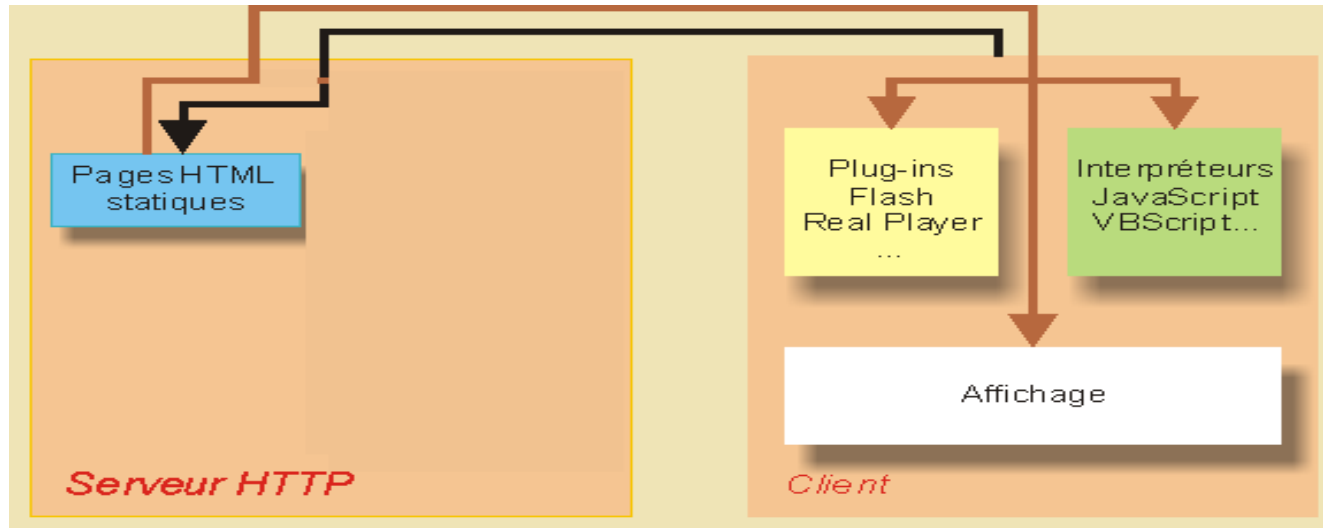 Pages HTML
statiques
Serveur HTTP
Plug-ins
Flash
Real Player
...
Interpréteurs
JavaScript
VBScript...
Affichage
Client